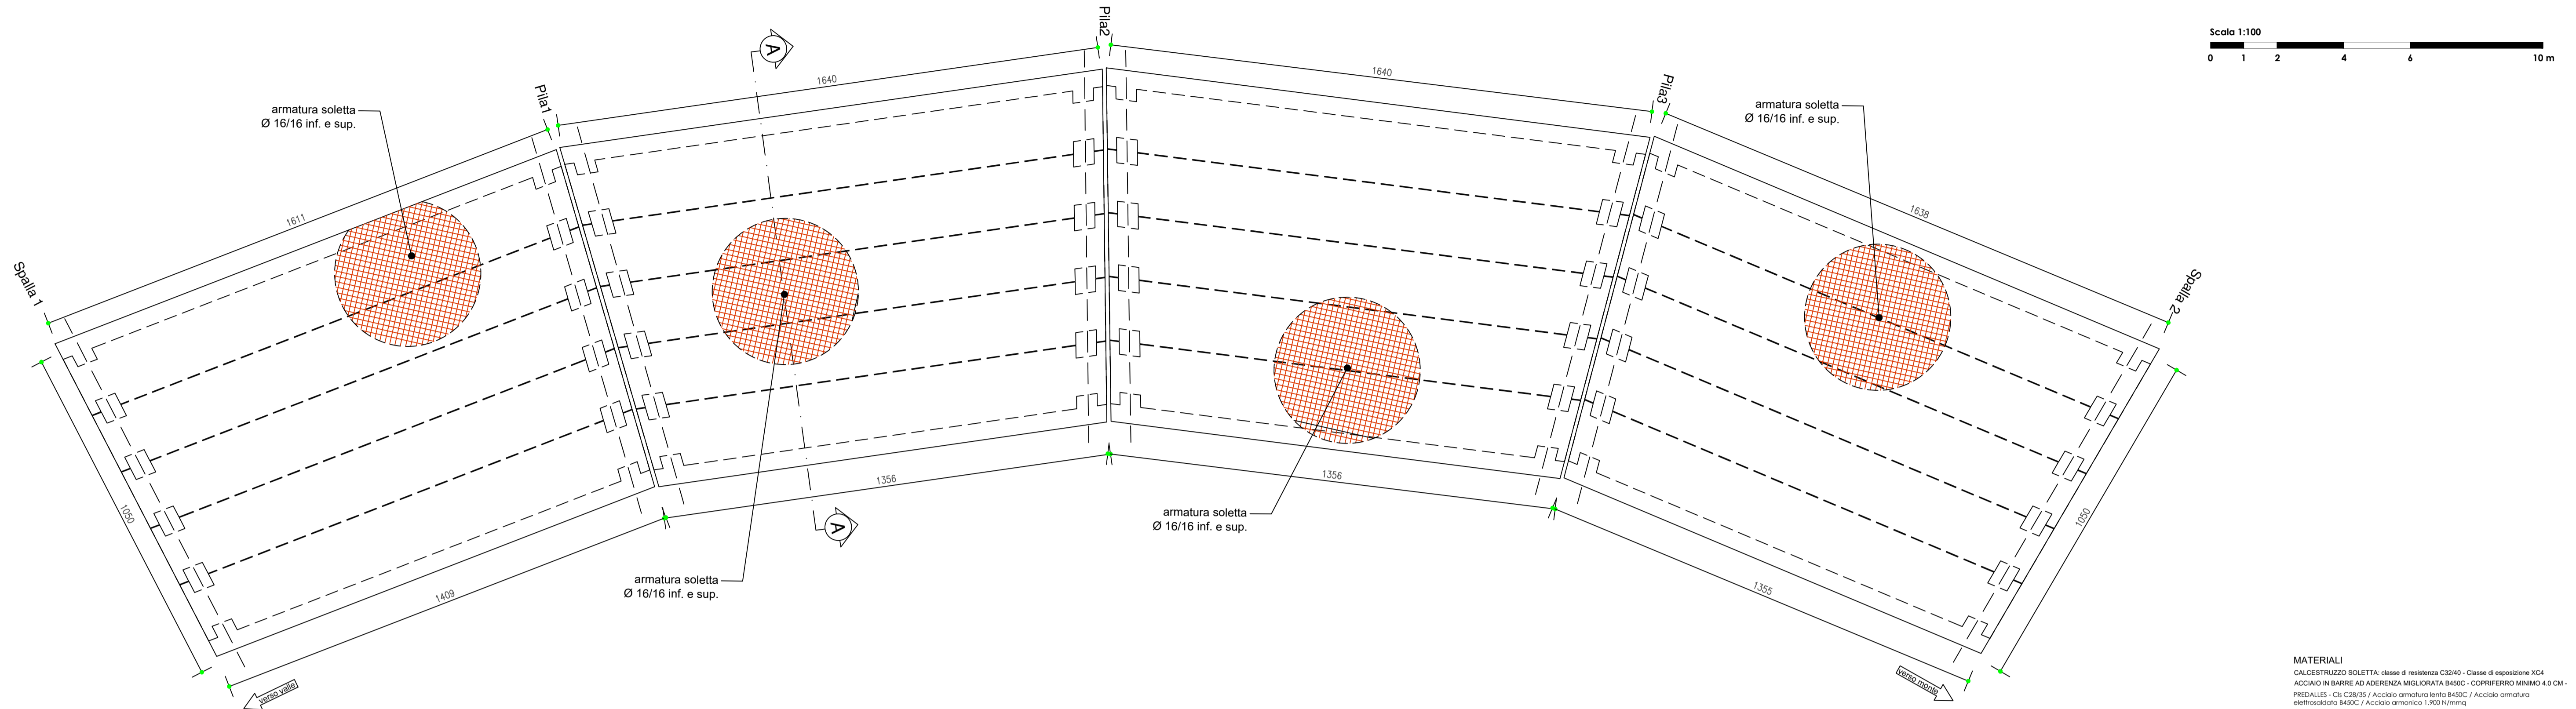 Scala 1:100
0 1 2 4 6 10 m
Spalla 1
Pila1
Pila2
Pila3
Spalla 2
A
A
armatura soletta
Ø 16/16 inf. e sup.
armatura soletta
Ø 16/16 inf. e sup.
armatura soletta
Ø 16/16 inf. e sup.
armatura soletta
Ø 16/16 inf. e sup.
1611
1640
1640
1638
1050
1409
1356
1356
1355
1050
verso valle
verso monte
MATERIALI
CALCESTRUZZO SOLETTA: classe di resistenza C32/40 - Classe di esposizione XC4
ACCIAIO IN BARRE AD ADERENZA MIGLIORATA B450C - COPRIFERRO MINIMO 4.0 CM -
PREDALLES - Cls C28/35 / Acciaio armatura lenta B450C / Acciaio armatura
elettrosaldata B450C / Acciaio armonico 1.900 N/mmq